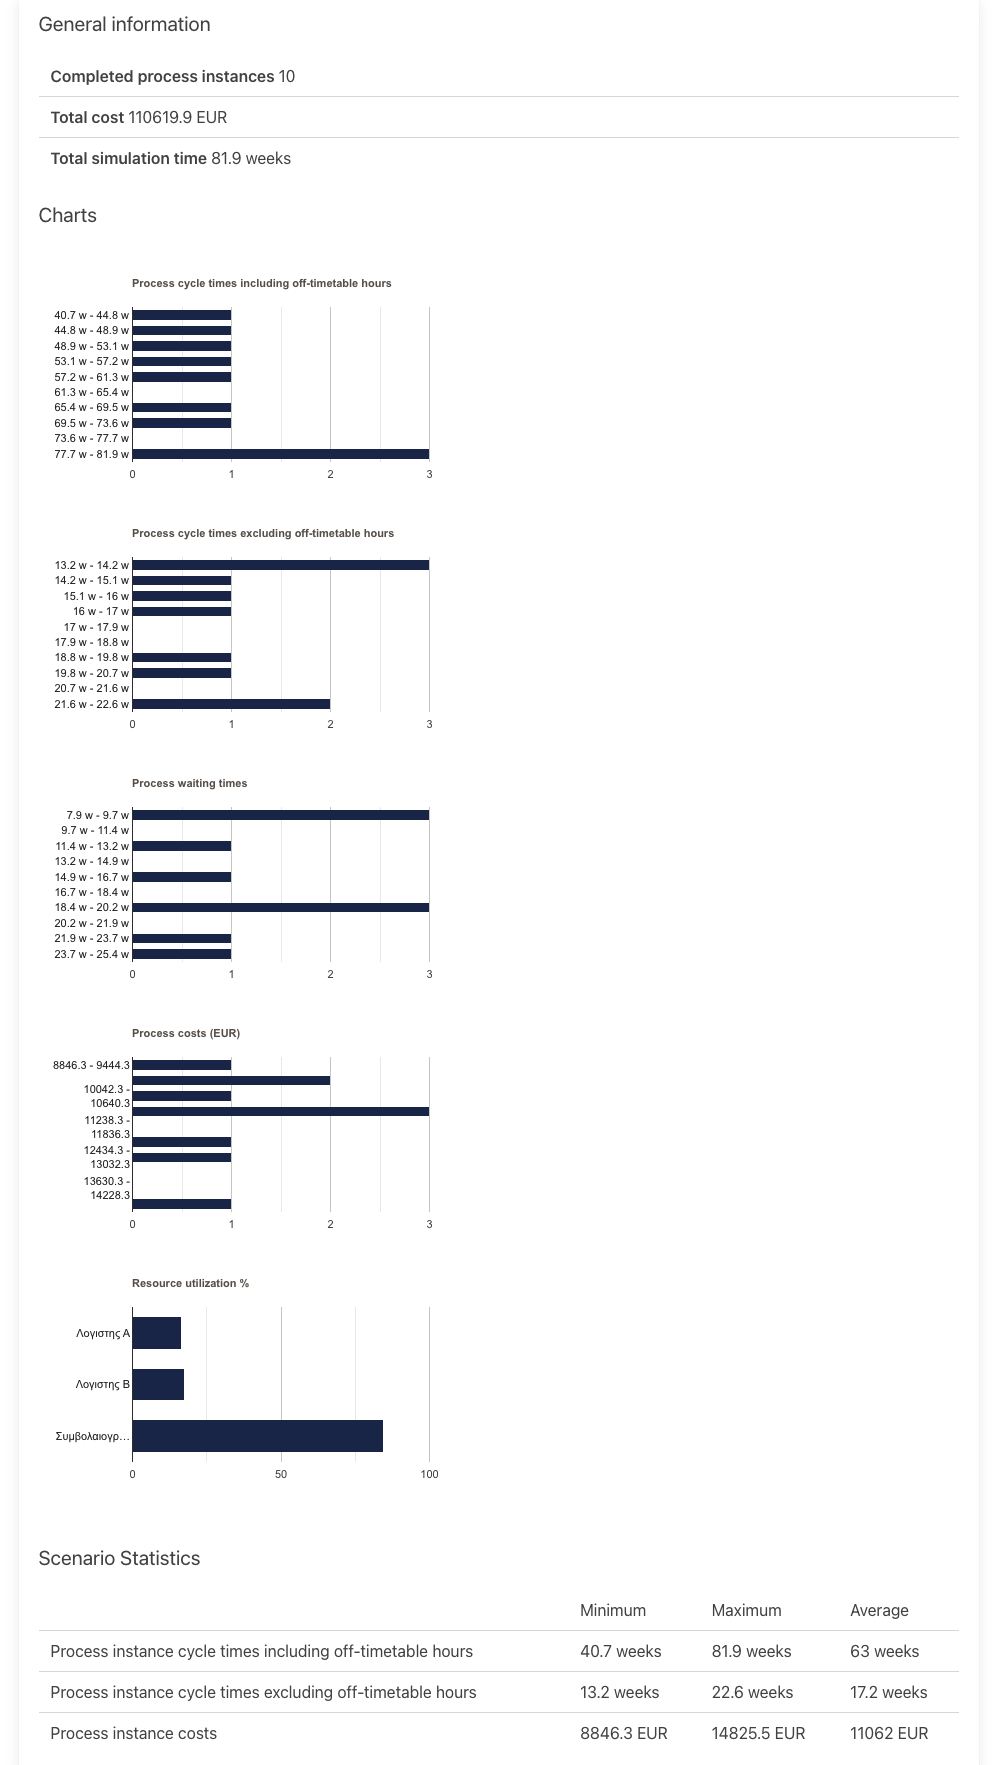 General information
Completed process instances 10
Total cost 110619.9 EUR
Total simulation time 81.9 weeks
Charts
Process cycle times including off-timetable hours
40.7 w - 44.8 w
44.8 w - 48.9 w
48.9 w - 53.1 w
53.1 w - 57.2 w
57.2 w - 61.3 w
61.3 w - 65.4 w
65.4 w - 69.5 w
69.5 w - 73.6 w
73.6 w - 77.7 w
77.7 w - 81.9 w
0 1 2 3
Process cycle times excluding off-timetable hours
13.2 w - 14.2 w
14.2 w - 15.1 w
15.1 w - 16 w
16 w - 17 w
17 w - 17.9 w
17.9 w - 18.8 w
18.8 w - 19.8 w
19.8 w - 20.7 w
20.7 w - 21.6 w
21.6 w - 22.6 w
0 1 2 3
Process waiting times
7.9 w - 9.7 w
9.7 w - 11.4 w
11.4 w - 13.2 w
13.2 w - 14.9 w
14.9 w - 16.7 w
16.7 w - 18.4 w
18.4 w - 20.2 w
20.2 w - 21.9 w
21.9 w - 23.7 w
23.7 w - 25.4 w
0 1 2 3
Process costs (EUR)
8846.3 - 9444.3
10042.3 -
10640.3
11238.3 -
11836.3
12434.3 -
13032.3
13630.3 -
14228.3
0 1 2 3
Resource utilization %
Λογιστης Α
Λογιστης Β
Συμβολαιογρ...
0 50 100
Scenario Statistics
Minimum Maximum Average
Process instance cycle times including off-timetable hours 40.7 weeks 81.9 weeks 63 weeks
Process instance cycle times excluding off-timetable hours 13.2 weeks 22.6 weeks 17.2 weeks
Process instance costs 8846.3 EUR 14825.5 EUR 11062 EUR